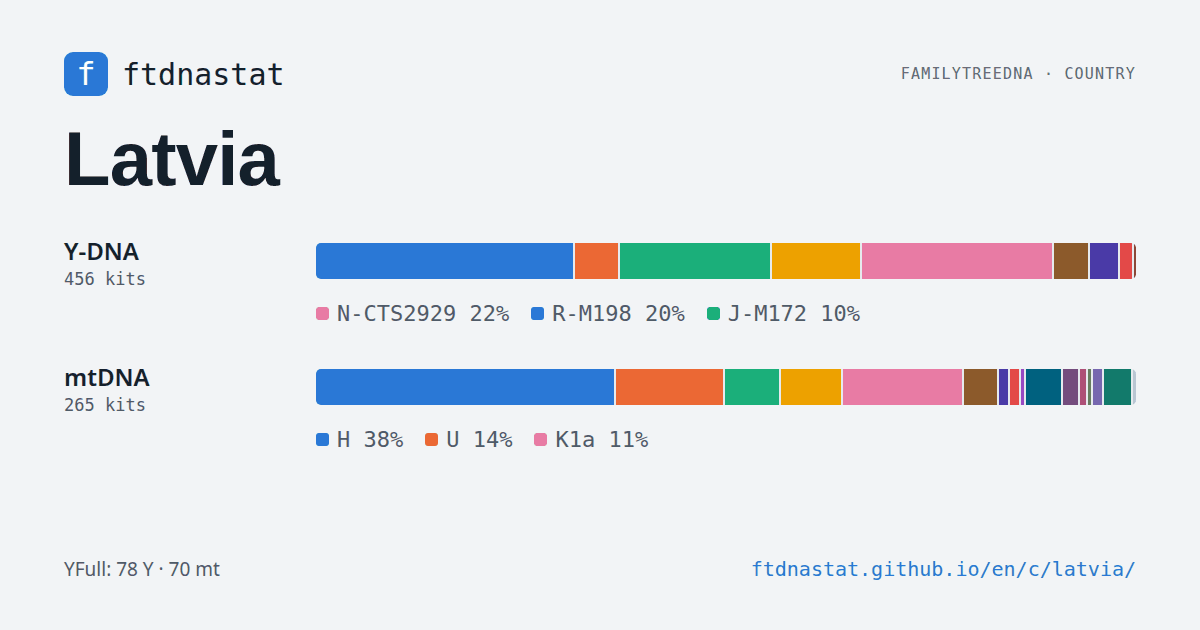 f ftdnastat
FAMILYTREEDNA · COUNTRY
Latvia
Y-DNA
456 kits
N-CTS2929 22% R-M198 20% J-M172 10%
mtDNA
265 kits
H 38% U 14% K1a 11%
YFull: 78 Y · 70 mt
ftdnastat.github.io/en/c/latvia/